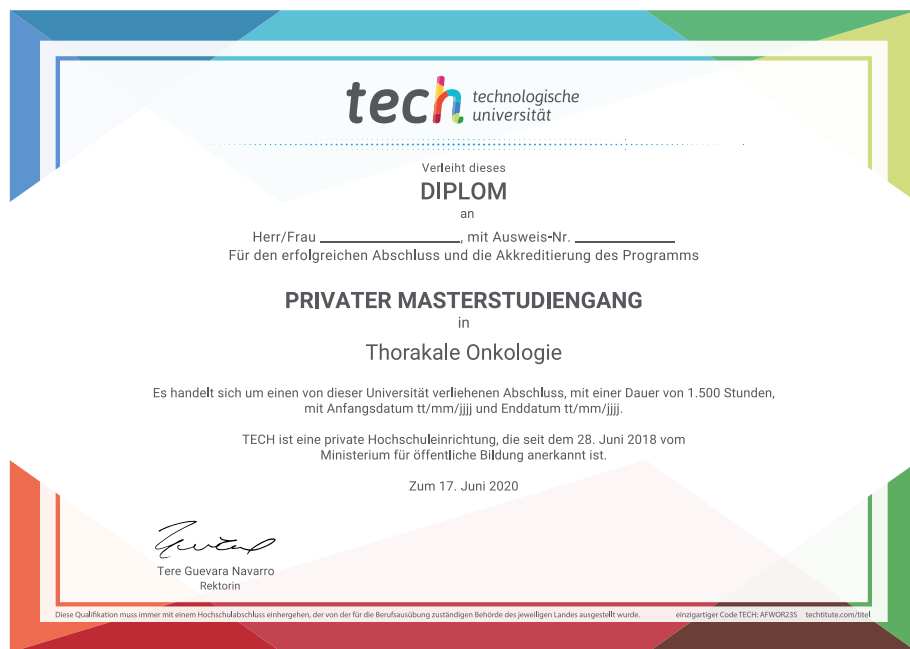 tech technologische
universität
Verleiht dieses
DIPLOM
an
Herr/Frau ____________________, mit Ausweis-Nr. ______________
Für den erfolgreichen Abschluss und die Akkreditierung des Programms
PRIVATER MASTERSTUDIENGANG
in
Thorakale Onkologie
Es handelt sich um einen von dieser Universität verliehenen Abschluss, mit einer Dauer von 1.500 Stunden,
mit Anfangsdatum tt/mm/jjjj und Enddatum tt/mm/jjjj.
TECH ist eine private Hochschuleinrichtung, die seit dem 28. Juni 2018 vom
Ministerium für öffentliche Bildung anerkannt ist.
Zum 17. Juni 2020
Tere Guevara Navarro
Rektorin
Diese Qualifikation muss immer mit einem Hochschulabschluss einhergehen, der von der für die Berufsausübung zuständigen Behörde des jeweiligen Landes ausgestellt wurde. einzigartiger Code TECH: AFWOR23S techtitute.com/titel